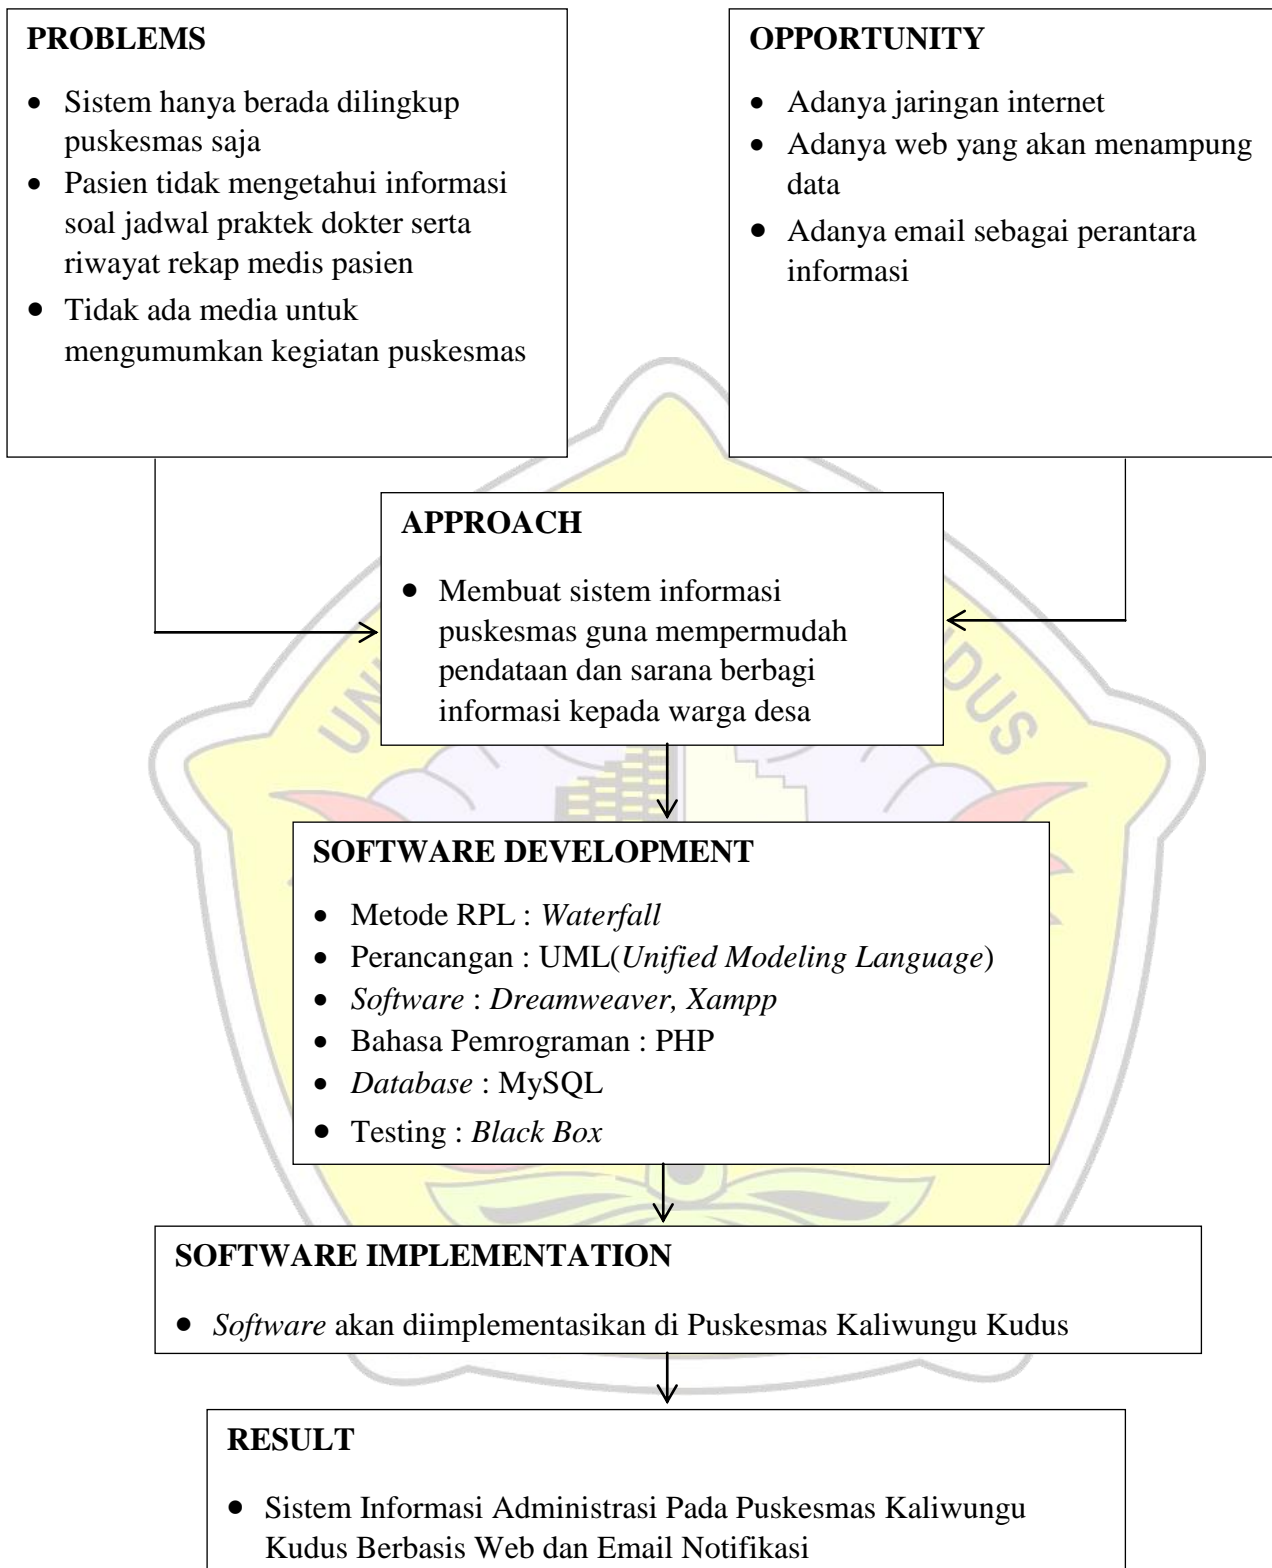 PROBLEMS
• Sistem hanya berada dilingkup
puskesmas saja
• Pasien tidak mengetahui informasi
soal jadwal praktek dokter serta
riwayat rekap medis pasien
• Tidak ada media untuk
mengumumkan kegiatan puskesmas
OPPORTUNITY
• Adanya jaringan internet
• Adanya web yang akan menampung
data
• Adanya email sebagai perantara
informasi
APPROACH
• Membuat sistem informasi
puskesmas guna mempermudah
pendataan dan sarana berbagi
informasi kepada warga desa
SOFTWARE DEVELOPMENT
• Metode RPL : Waterfall
• Perancangan : UML(Unified Modeling Language)
• Software : Dreamweaver, Xampp
• Bahasa Pemrograman : PHP
• Database : MySQL
• Testing : Black Box
SOFTWARE IMPLEMENTATION
• Software akan diimplementasikan di Puskesmas Kaliwungu Kudus
RESULT
• Sistem Informasi Administrasi Pada Puskesmas Kaliwungu
Kudus Berbasis Web dan Email Notifikasi